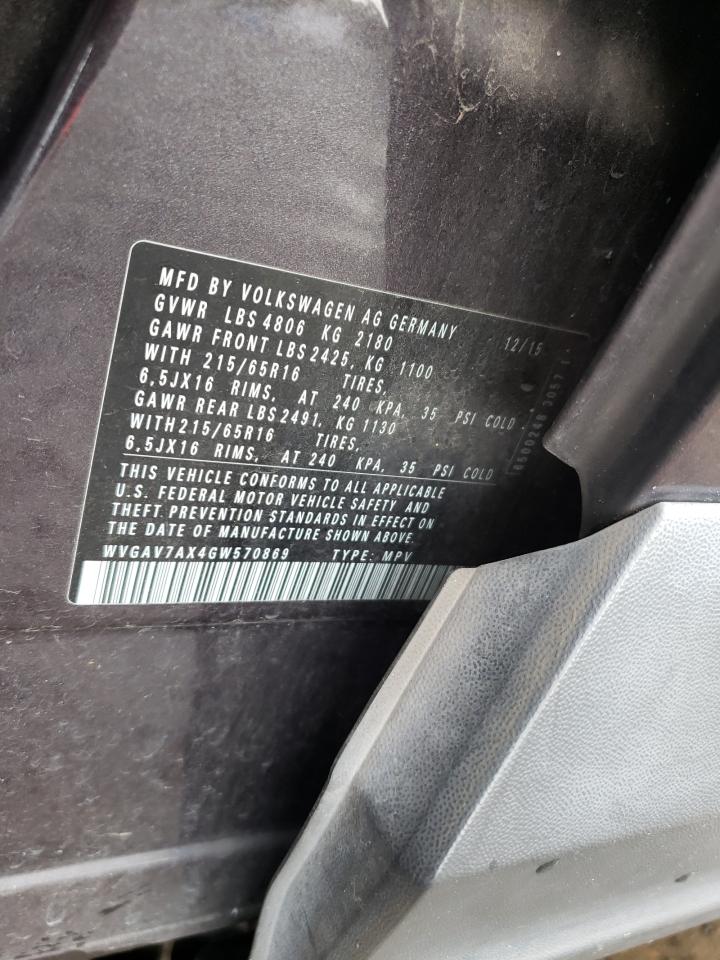 MFD BY VOLKSWAGEN AG GERMANY 12/15
GVWR LBS 4806 KG 2180
GAWR FRONT LBS 2425, KG 1100
WITH 215/65R16 TIRES,
6,5JX16 RIMS, AT 240 KPA, 35 PSI COLD.
GAWR REAR LBS 2491, KG 1130
WITH 215/65R16 TIRES,
6,5JX16 RIMS, AT 240 KPA, 35 PSI COLD
THIS VEHICLE CONFORMS TO ALL APPLICABLE
U.S. FEDERAL MOTOR VEHICLE SAFETY AND
THEFT PREVENTION STANDARDS IN EFFECT ON
THE DATE OF MANUFACTURE SHOWN ABOVE.
WVGAV7AX4GW570869 TYPE: MPV